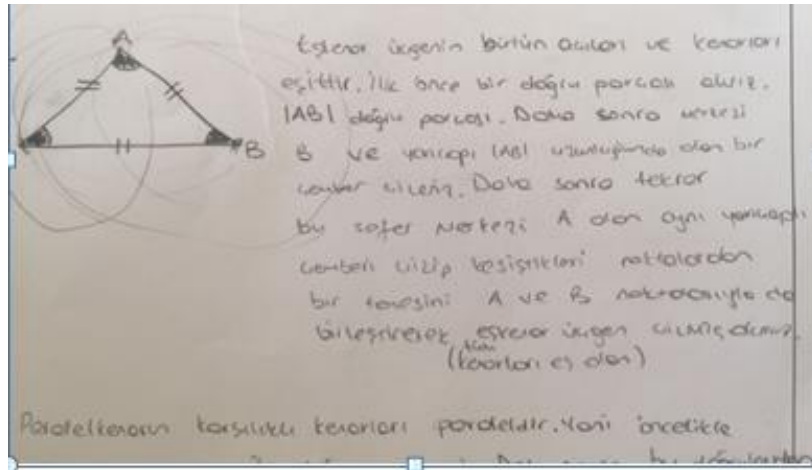 A
B
Eşkenar üçgenin bütün açıları ve kenarları
eşittir. İlk önce bir doğru parçası alırız.
|AB| doğru parçası. Daha sonra merkezi
B ve yarıçapı |AB| uzunluğunda olan bir
çember çizeriz. Daha sonra tekrar
bu sefer merkezi A olan aynı yarıçaplı
çemberi çizip kesiştikleri noktalardan
bir tanesini A ve B noktalarıyla da
birleştirerek eşkenar üçgen çizmiş oluruz.
(kenarları eş olan)
Paralelkenarın karşılıklı kenarları paraleldir. Yani öncelikle